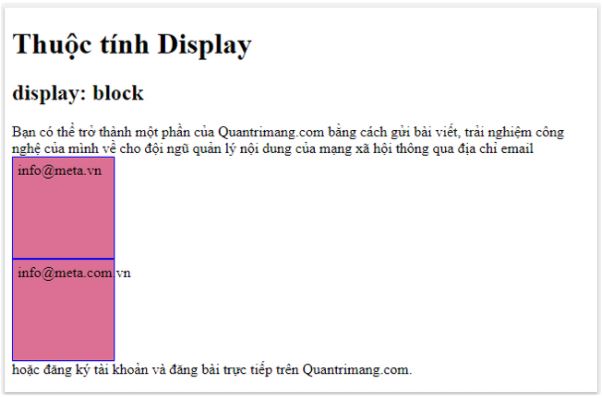 Thuộc tính Display
display: block
Bạn có thể trở thành một phần của Quantrimang.com bằng cách gửi bài viết, trải nghiệm công
nghệ của mình về cho đội ngũ quản lý nội dung của mạng xã hội thông qua địa chỉ email
info@meta.vn
info@meta.com.vn
hoặc đăng ký tài khoản và đăng bài trực tiếp trên Quantrimang.com.